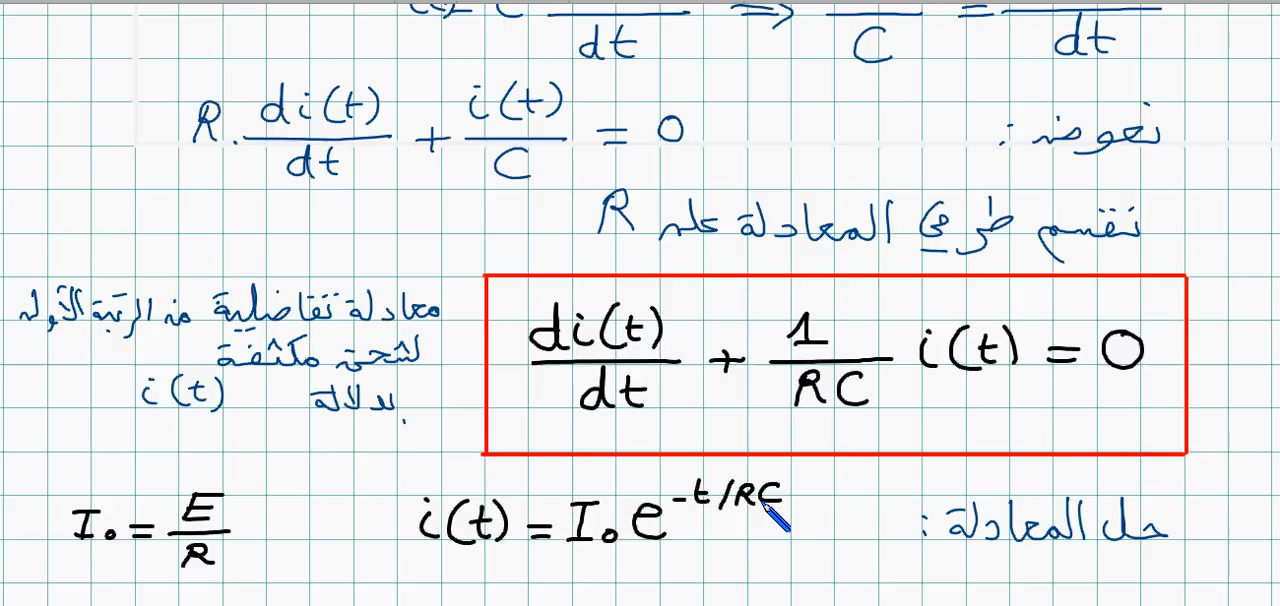 dt ⟹ C = dt
نعوض : R . di(t)/dt + i(t)/C = 0
نقسم طرفي المعادلة على R
di(t)/dt + 1/RC i(t) = 0
معادلة تفاضلية من الرتبة الأولى
لشحن مكثفة
بدلالة i(t)
حل المعادلة : i(t) = I₀ e^-t/RC
I₀ = E/R